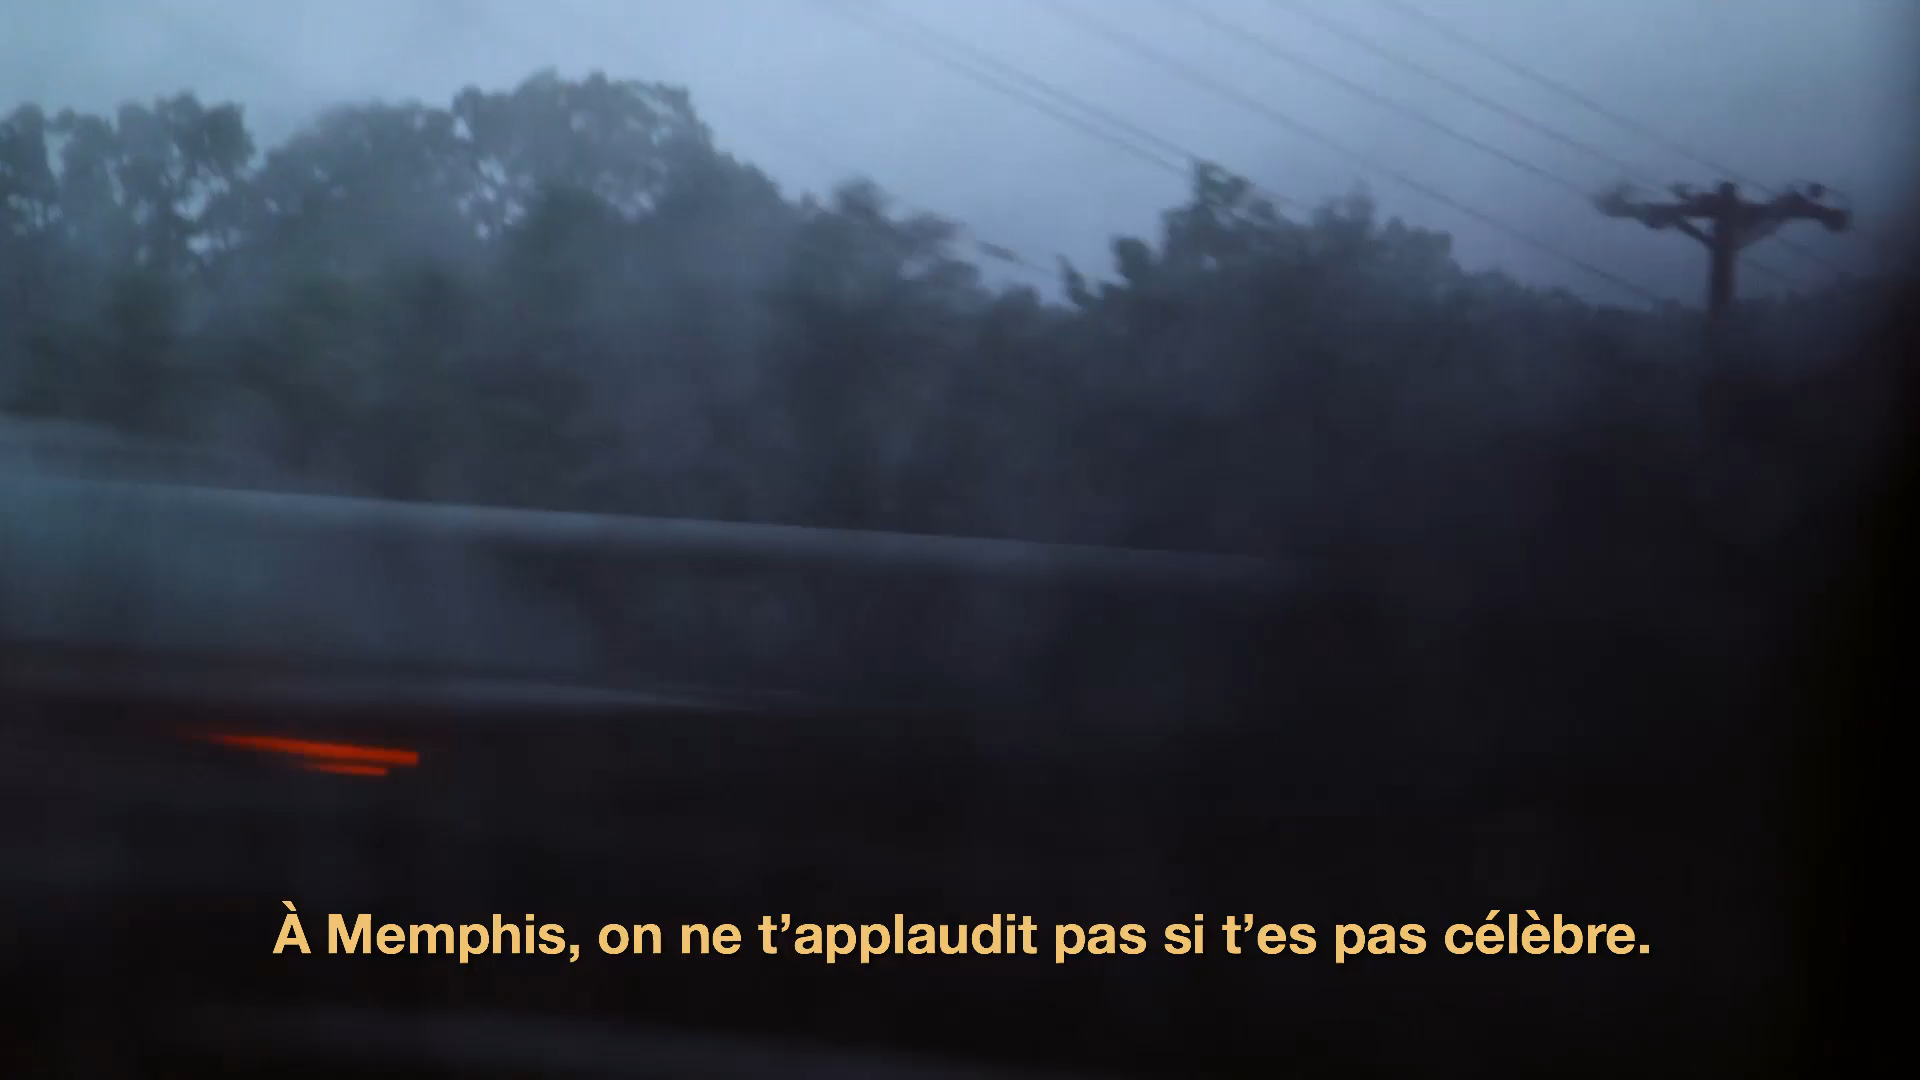 À Memphis, on ne t’applaudit pas si t’es pas célèbre.